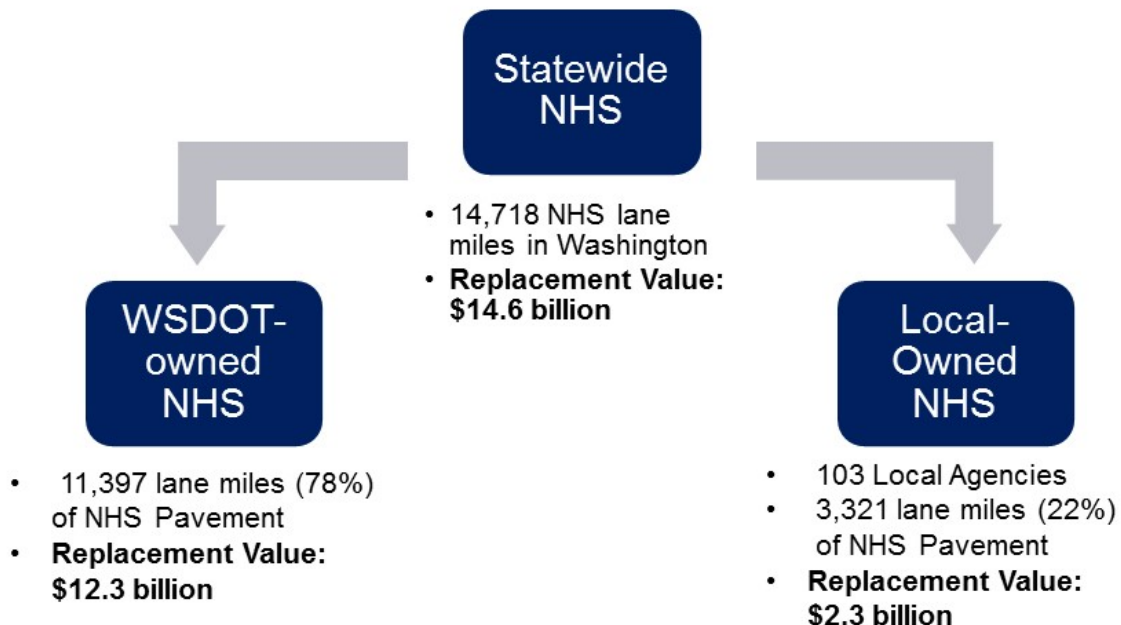 Statewide
NHS
• 14,718 NHS lane
miles in Washington
• Replacement Value:
$14.6 billion
WSDOT-
owned
NHS
• 11,397 lane miles (78%)
of NHS Pavement
• Replacement Value:
$12.3 billion
Local-
Owned
NHS
• 103 Local Agencies
• 3,321 lane miles (22%)
of NHS Pavement
• Replacement Value:
$2.3 billion